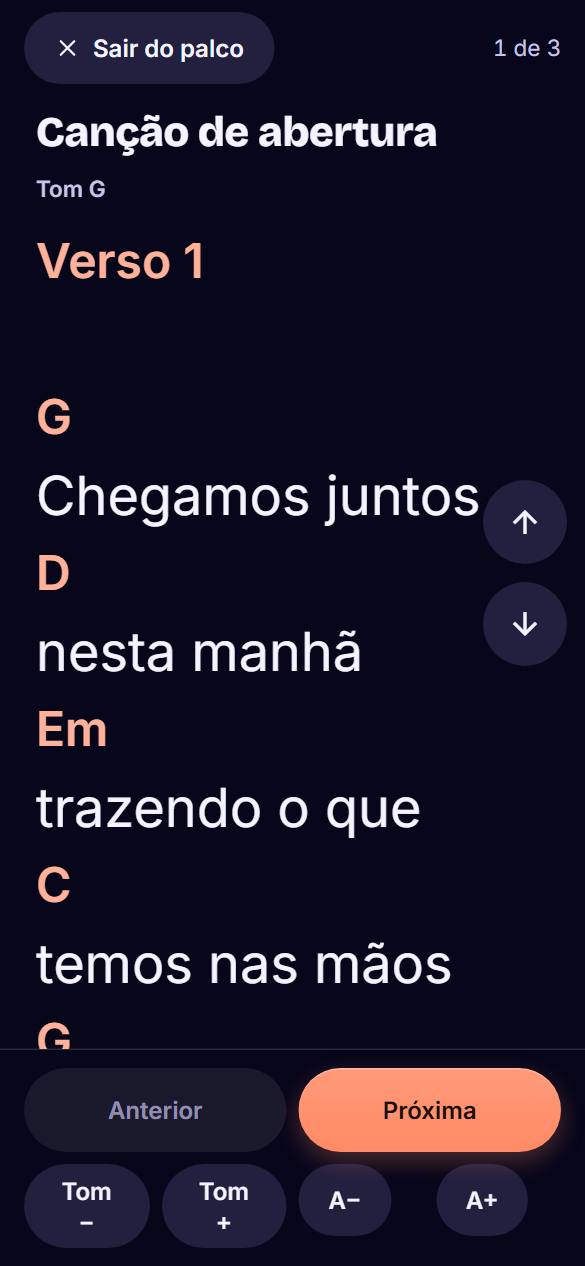 Sair do palco
1 de 3
Canção de abertura
Tom G
Verso 1
G
Chegamos juntos
D
nesta manhã
Em
trazendo o que
C
temos nas mãos
G
Anterior
Próxima
Tom −
Tom +
A−
A+